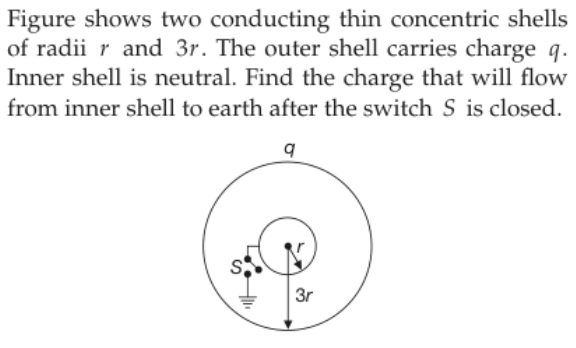 Figure shows two conducting thin concentric shells
of radii r and 3r. The outer shell carries charge q.
Inner shell is neutral. Find the charge that will flow
from inner shell to earth after the switch S is closed.
q
r
S
3r